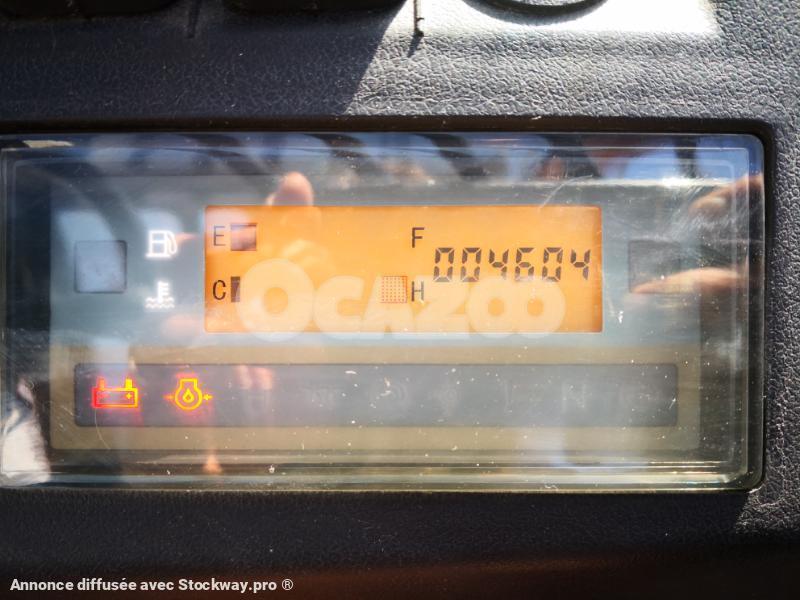 E F
004604
C H
OCAZOO
Annonce diffusée avec Stockway.pro ®